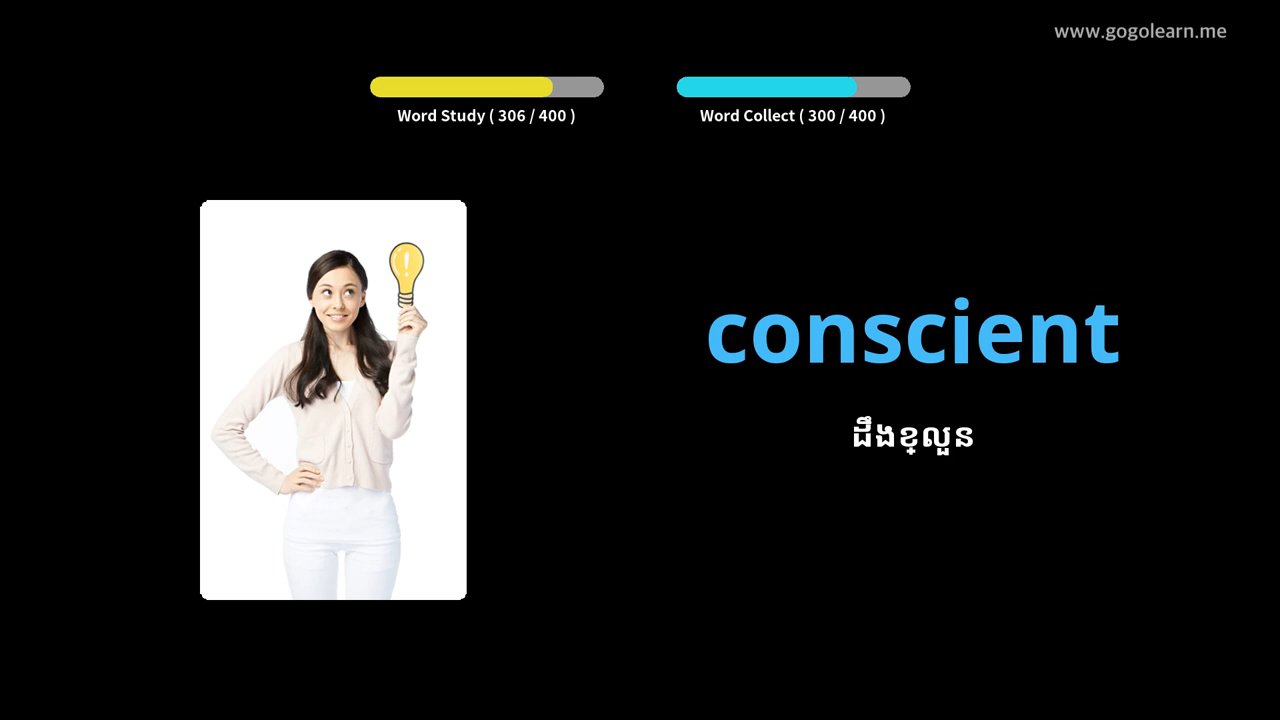 www.gogolearn.me
Word Study ( 306 / 400 )
Word Collect ( 300 / 400 )
!
conscient
ដឹងខ្លួន